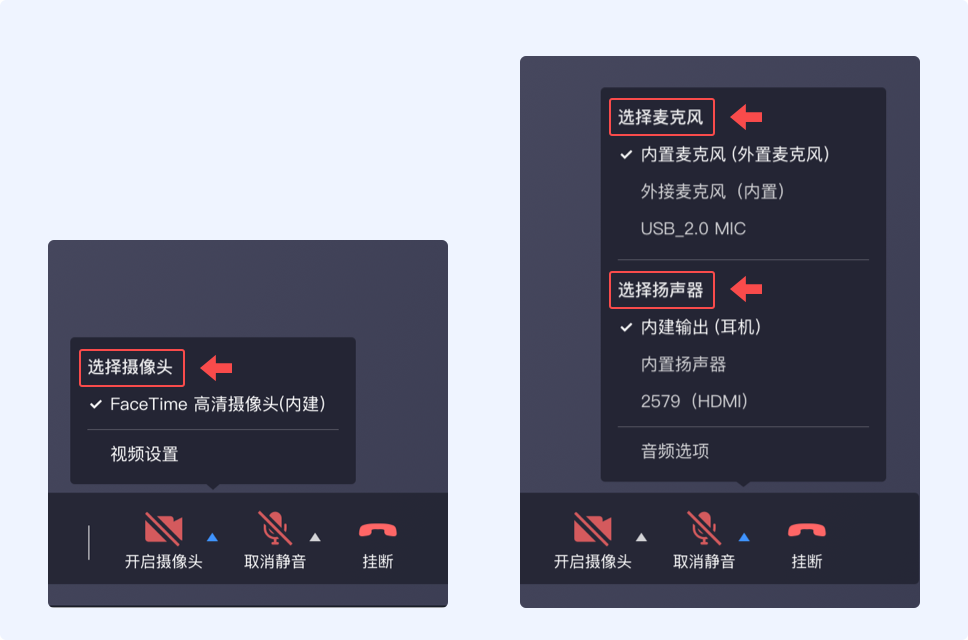 选择摄像头
FaceTime 高清摄像头(内建)
视频设置
开启摄像头
取消静音
挂断
选择麦克风
内置麦克风 (外置麦克风)
外接麦克风（内置）
USB_2.0 MIC
选择扬声器
内建输出 (耳机)
内置扬声器
2579（HDMI）
音频选项
开启摄像头
取消静音
挂断